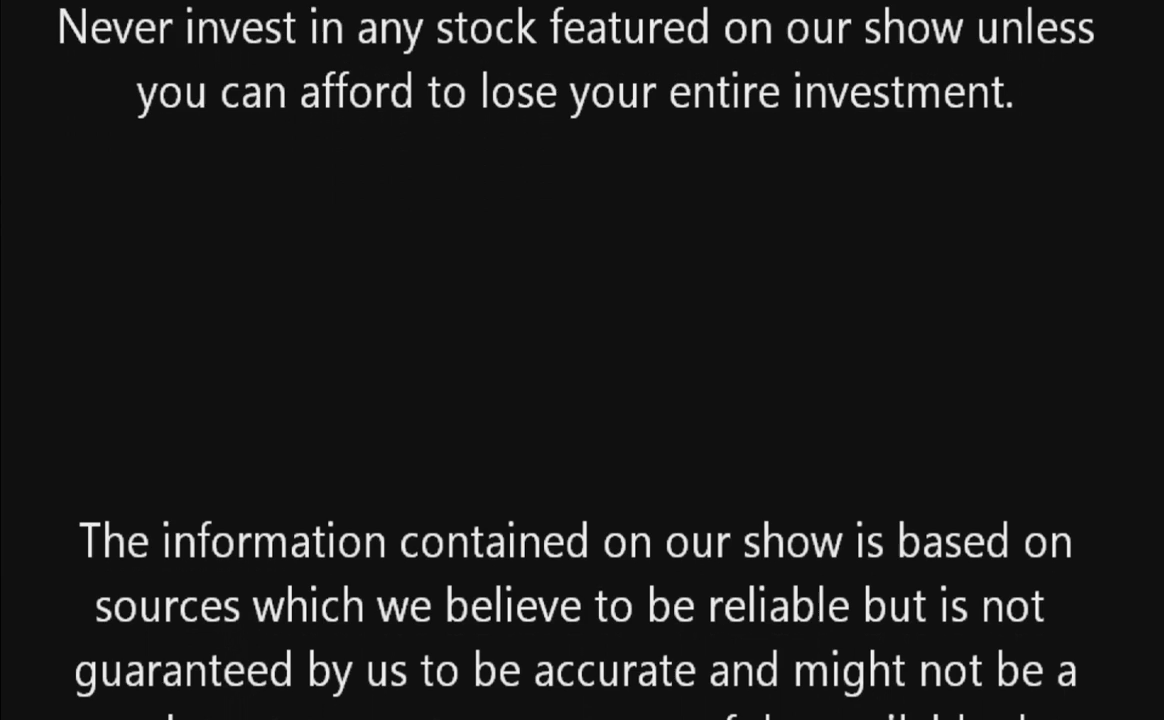 Never invest in any stock featured on our show unless
you can afford to lose your entire investment.
The information contained on our show is based on
sources which we believe to be reliable but is not
guaranteed by us to be accurate and might not be a